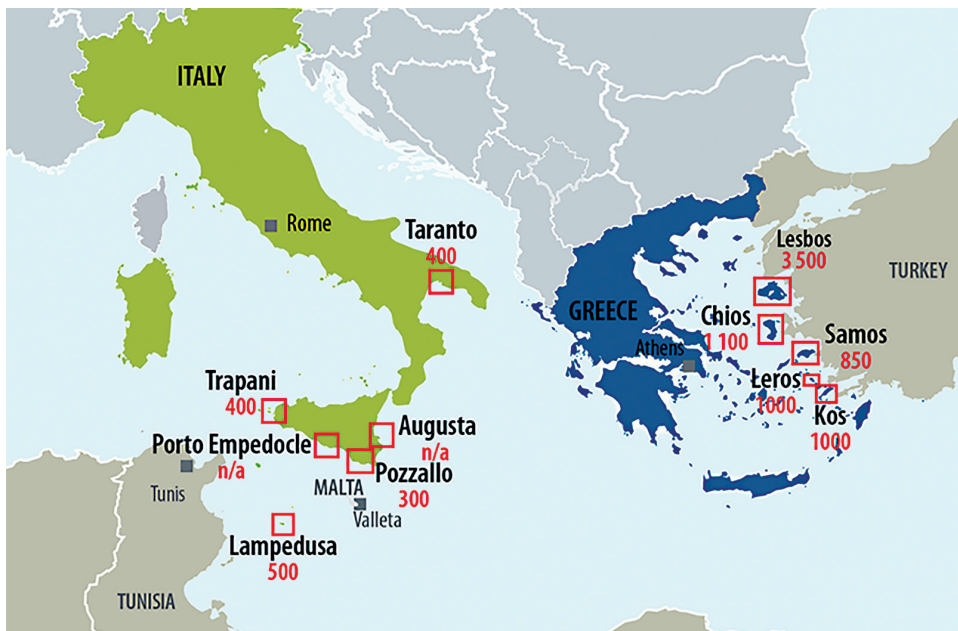 ITALY
Rome
Taranto
400
Lesbos
3 500
TURKEY
GREECE
Chios
1 100
Athens
Samos
850
Leros
1000
Kos
1000
Trapani
400
Porto Empedocle
n/a
Augusta
n/a
Pozzallo
300
MALTA
Valleta
Tunis
Lampedusa
500
TUNISIA